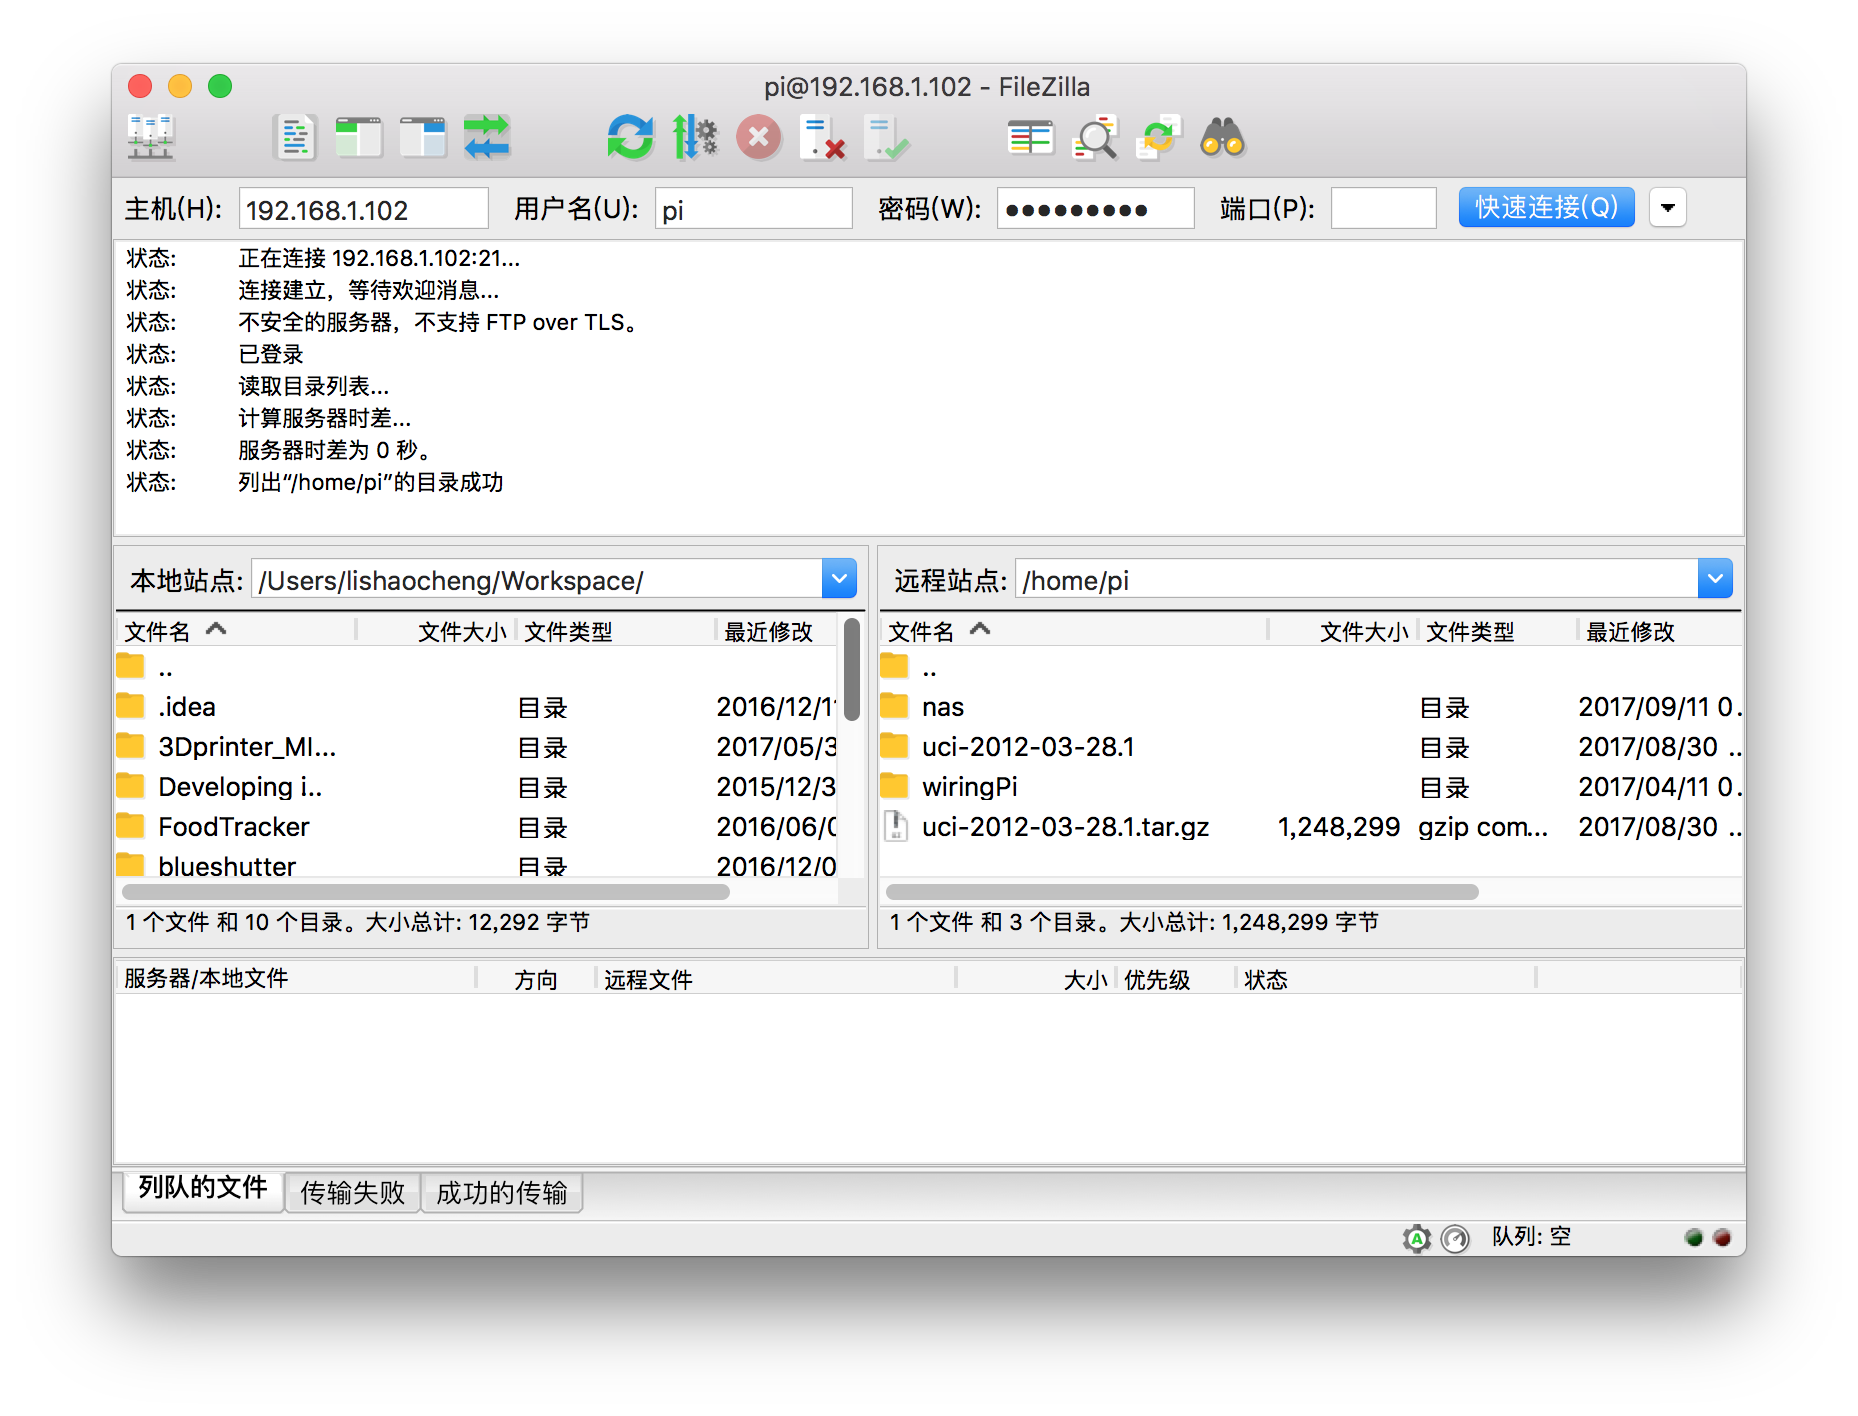 pi@192.168.1.102 - FileZilla
主机(H): 192.168.1.102 用户名(U): pi 密码(W): ●●●●●●●●● 端口(P): 快速连接(Q)
状态: 正在连接 192.168.1.102:21...
状态: 连接建立，等待欢迎消息...
状态: 不安全的服务器，不支持 FTP over TLS。
状态: 已登录
状态: 读取目录列表...
状态: 计算服务器时差...
状态: 服务器时差为 0 秒。
状态: 列出“/home/pi”的目录成功
本地站点: /Users/lishaocheng/Workspace/
文件名 文件大小 文件类型 最近修改
..
.idea 目录 2016/12/11
3Dprinter_MI... 目录 2017/05/3
Developing i.. 目录 2015/12/3
FoodTracker 目录 2016/06/0
blueshutter 目录 2016/12/0
1 个文件 和 10 个目录。大小总计: 12,292 字节
远程站点: /home/pi
文件名 文件大小 文件类型 最近修改
..
nas 目录 2017/09/11 0..
uci-2012-03-28.1 目录 2017/08/30 ..
wiringPi 目录 2017/04/11 0..
uci-2012-03-28.1.tar.gz 1,248,299 gzip com... 2017/08/30 ..
1 个文件 和 3 个目录。大小总计: 1,248,299 字节
服务器/本地文件 方向 远程文件 大小 优先级 状态
列队的文件 传输失败 成功的传输
队列: 空